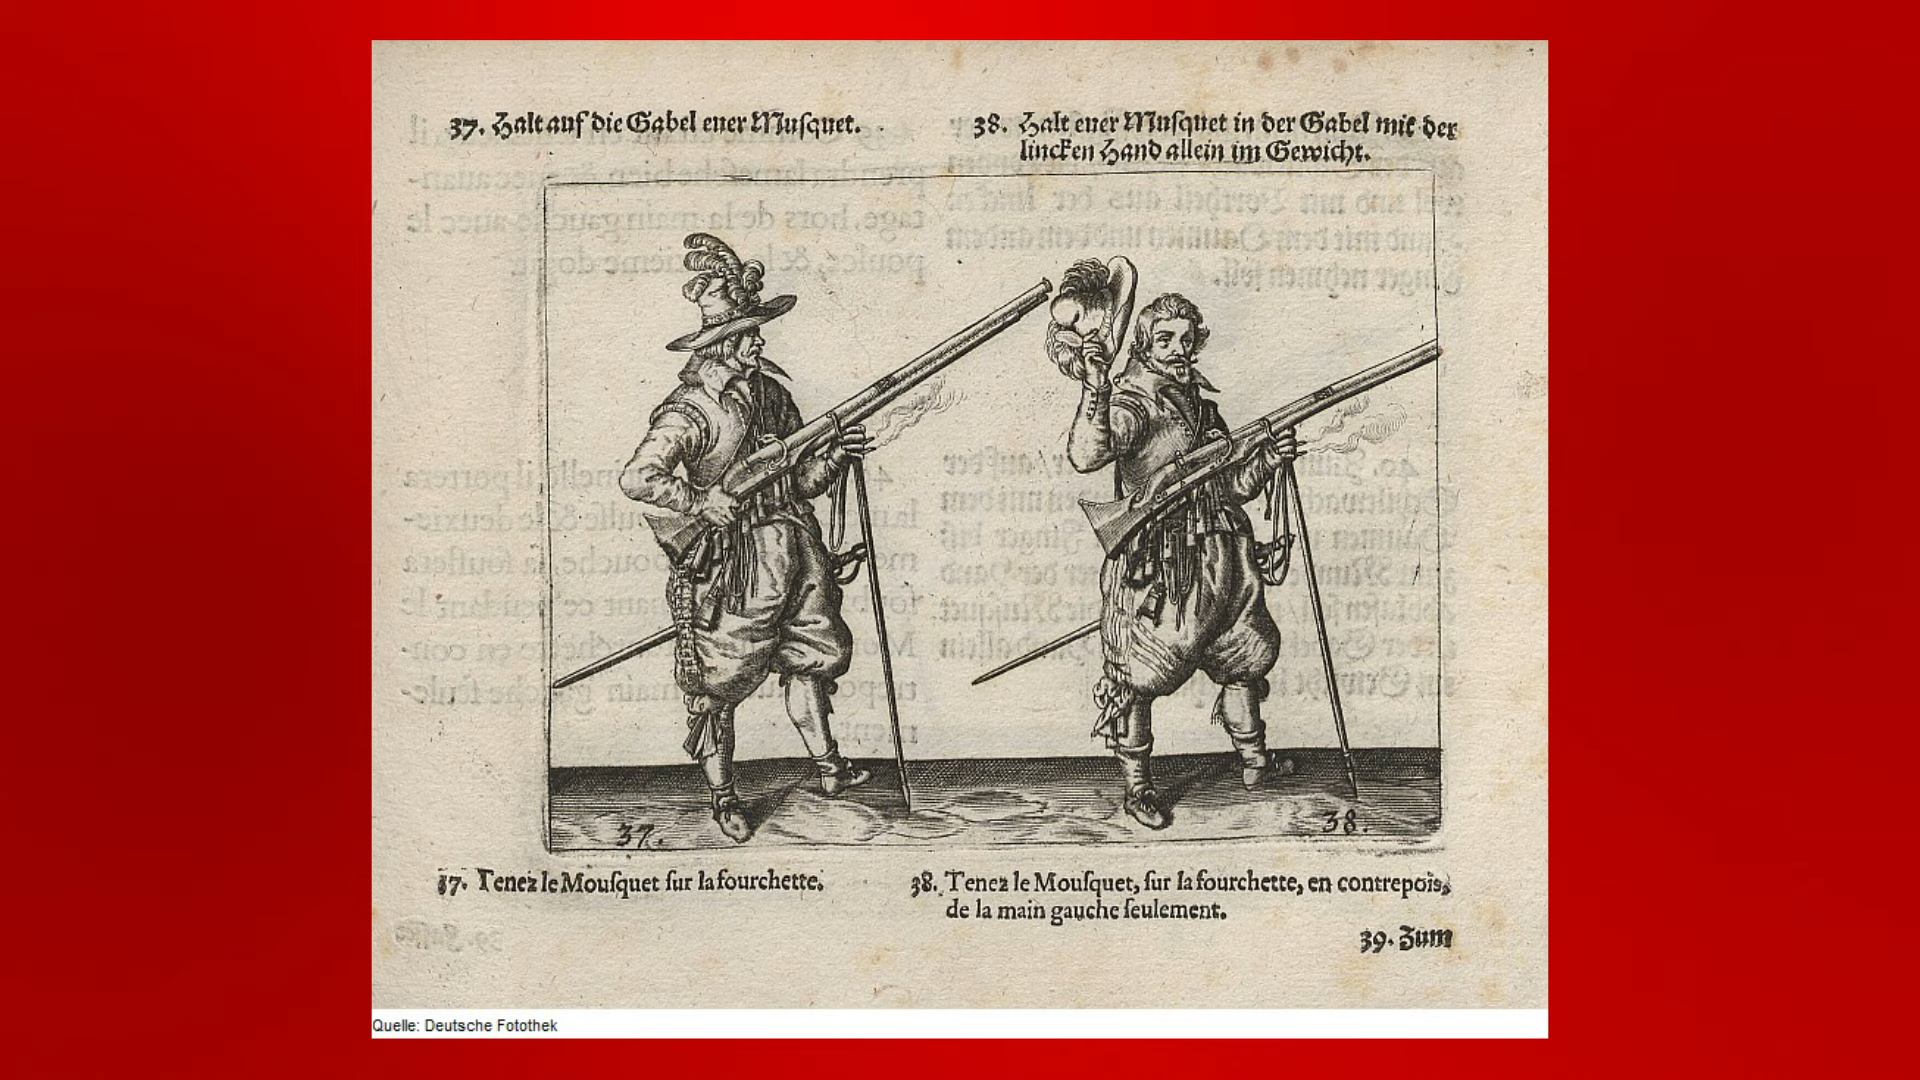 37. Halt auf die Gabel euer Musquet.
38. Halt euer Musquet in der Gabel mit der
lincken Hand allein im Gewicht.
37.
38.
37. Tenez le Mouſquet ſur la fourchette.
38. Tenez le Mouſquet, ſur la fourchette, en contrepois,
de la main gauche ſeulement.
39. Zum
Quelle: Deutsche Fotothek